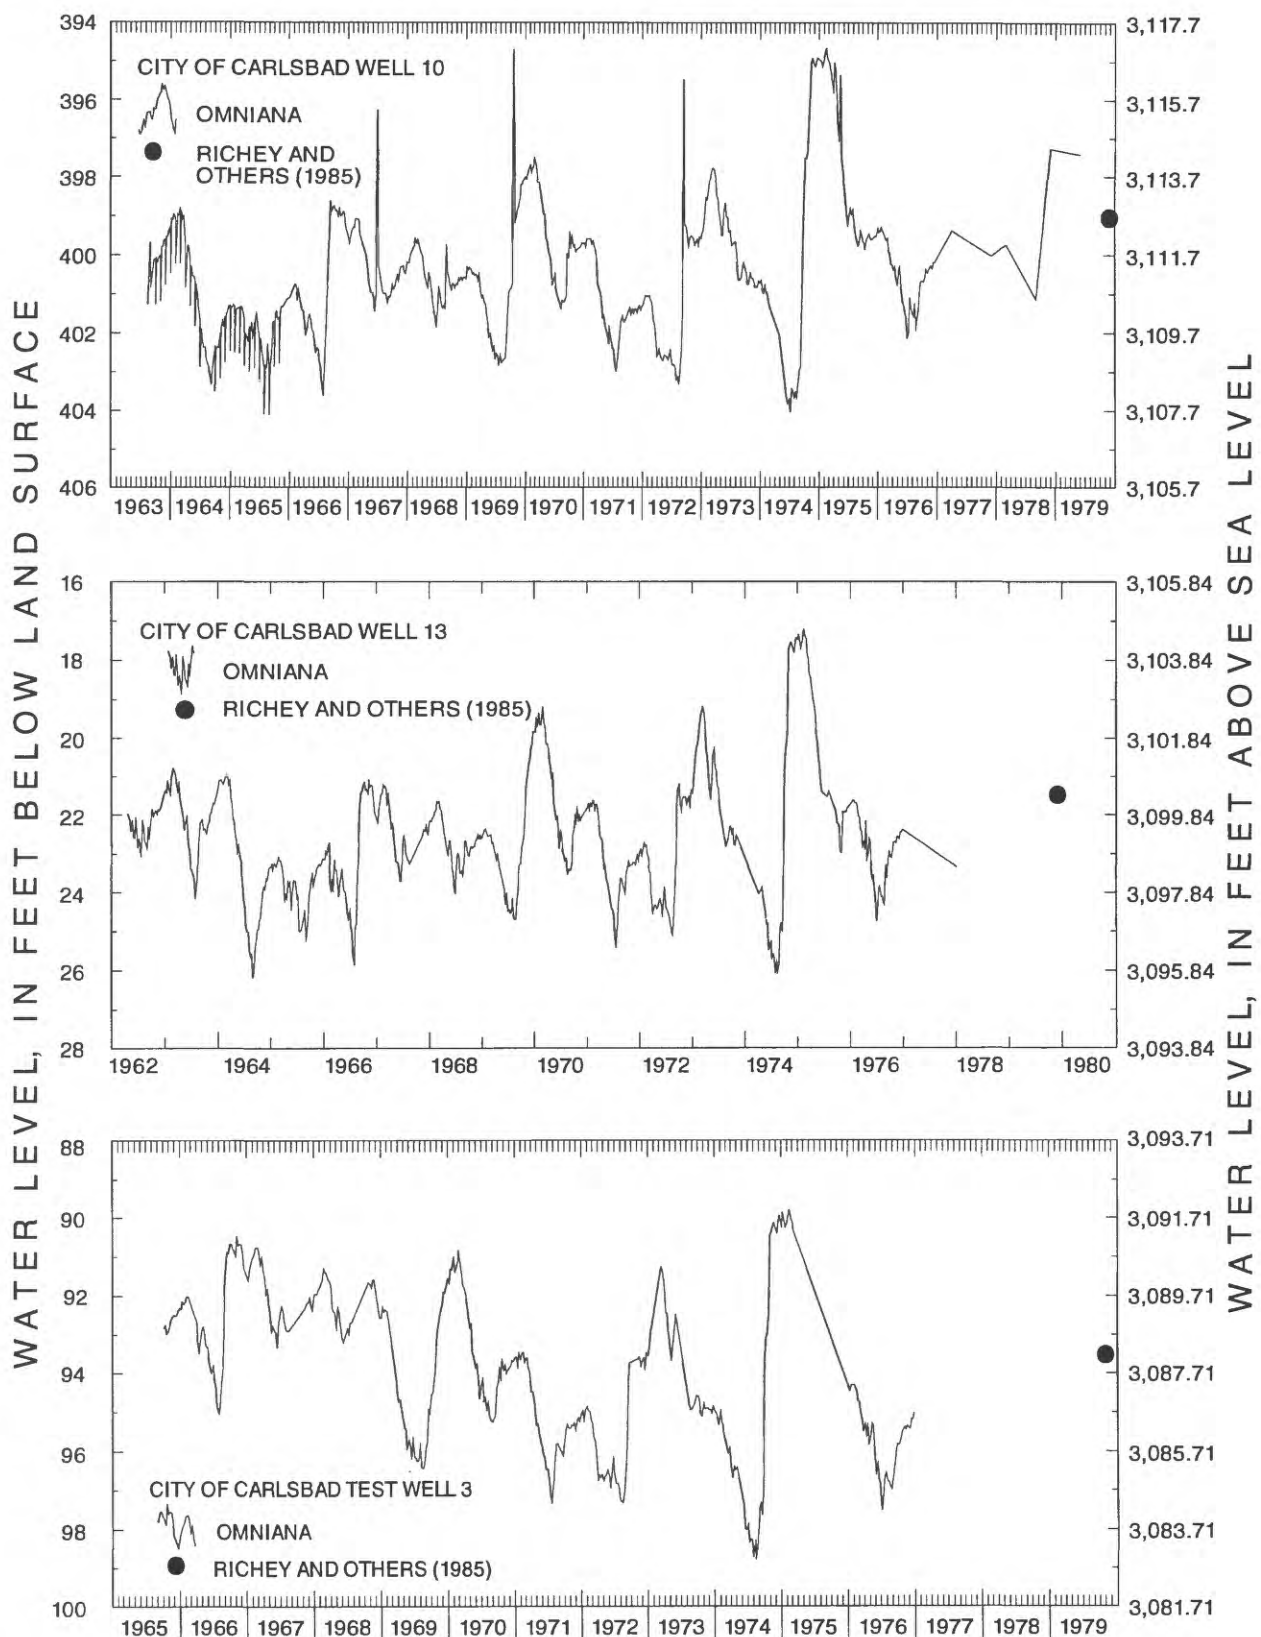 WATER LEVEL, IN FEET BELOW LAND SURFACE
WATER LEVEL, IN FEET ABOVE SEA LEVEL
394
396
398
400
402
404
406
CITY OF CARLSBAD WELL 10
OMNIANA
RICHEY AND
OTHERS (1985)
3,117.7
3,115.7
3,113.7
3,111.7
3,109.7
3,107.7
3,105.7
1963 1964 1965 1966 1967 1968 1969 1970 1971 1972 1973 1974 1975 1976 1977 1978 1979
16
18
20
22
24
26
28
CITY OF CARLSBAD WELL 13
OMNIANA
RICHEY AND OTHERS (1985)
3,105.84
3,103.84
3,101.84
3,099.84
3,097.84
3,095.84
3,093.84
1962 1964 1966 1968 1970 1972 1974 1976 1978 1980
88
90
92
94
96
98
100
CITY OF CARLSBAD TEST WELL 3
OMNIANA
RICHEY AND OTHERS (1985)
3,093.71
3,091.71
3,089.71
3,087.71
3,085.71
3,083.71
3,081.71
1965 1966 1967 1968 1969 1970 1971 1972 1973 1974 1975 1976 1977 1978 1979